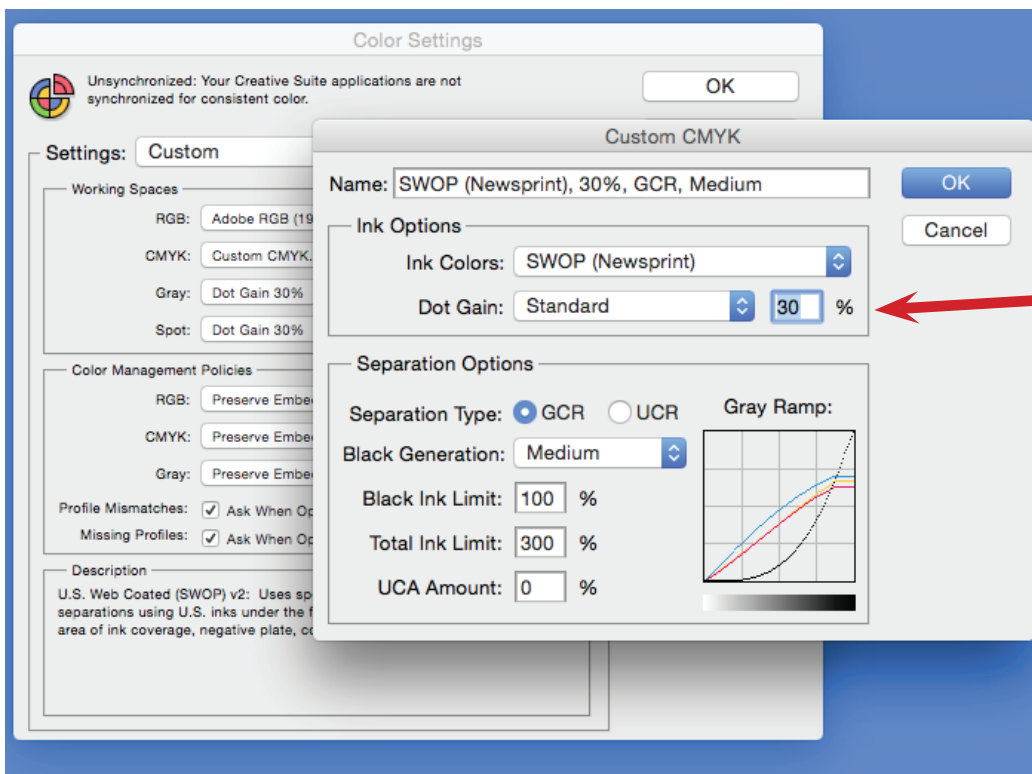 Color Settings
Unsynchronized: Your Creative Suite applications are not
synchronized for consistent color.
OK
Settings: Custom
Working Spaces
RGB: Adobe RGB (19
CMYK: Custom CMYK.
Gray: Dot Gain 30%
Spot: Dot Gain 30%
Color Management Policies
RGB: Preserve Embe
CMYK: Preserve Embe
Gray: Preserve Embe
Profile Mismatches: Ask When Op
Missing Profiles: Ask When Op
Description
U.S. Web Coated (SWOP) v2: Uses sp
separations using U.S. inks under the f
area of ink coverage, negative plate, co
Custom CMYK
Name: SWOP (Newsprint), 30%, GCR, Medium
OK
Cancel
Ink Options
Ink Colors: SWOP (Newsprint)
Dot Gain: Standard 30 %
Separation Options
Separation Type: GCR UCR
Black Generation: Medium
Black Ink Limit: 100 %
Total Ink Limit: 300 %
UCA Amount: 0 %
Gray Ramp: